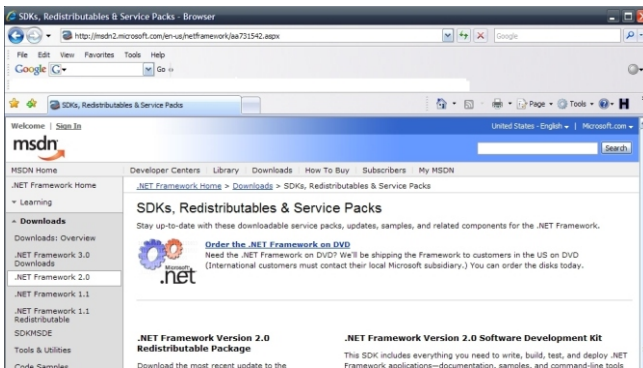 SDKs, Redistributables & Service Packs - Browser
http://msdn2.microsoft.com/en-us/netframework/aa731542.aspx
Google
File Edit View Favorites Tools Help
Google G Go
SDKs, Redistributables & Service Packs
Page Tools
Welcome | Sign In
United States - English | Microsoft.com
msdn
Search
MSDN Home
Developer Centers Library Downloads How To Buy Subscribers My MSDN
.NET Framework Home
Learning
Downloads
Downloads: Overview
.NET Framework 3.0
Downloads
.NET Framework 2.0
.NET Framework 1.1
.NET Framework 1.1
Redistributable
SDKMSDE
Tools & Utilities
Code Samples
.NET Framework Home > Downloads > SDKs, Redistributables & Service Packs
SDKs, Redistributables & Service Packs
Stay up-to-date with these downloadable service packs, updates, samples, and related components for the .NET Framework.
Microsoft
.net
Order the .NET Framework on DVD
Need the .NET Framework on DVD? We'll be shipping the Framework to customers in the US on DVD
(International customers must contact their local Microsoft subsidiary.) You can order the disks today.
.NET Framework Version 2.0
Redistributable Package
Download the most recent update to the
.NET Framework Version 2.0 Software Development Kit
This SDK includes everything you need to write, build, test, and deploy .NET
Framework applications—documentation, samples, and command-line tools